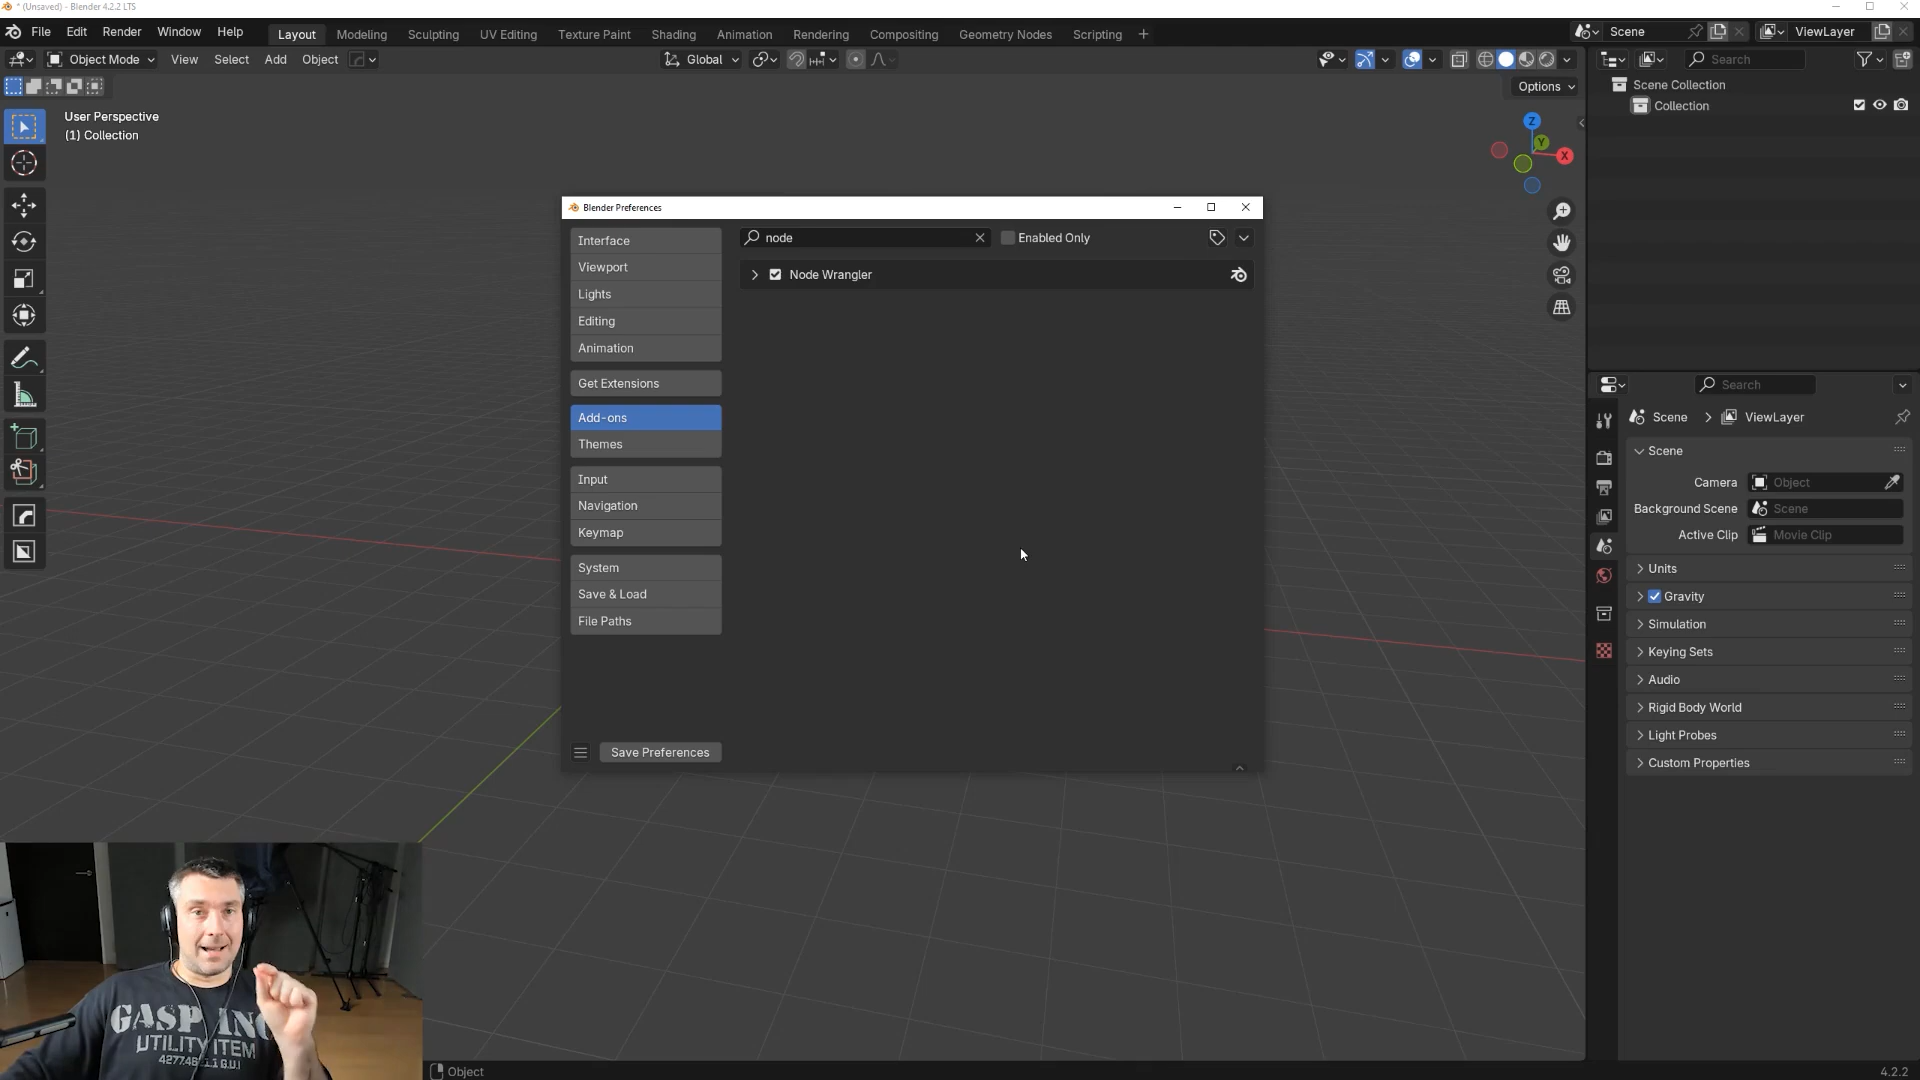 * (Unsaved) - Blender 4.2.2 LTS
File Edit Render Window Help Layout Modeling Sculpting UV Editing Texture Paint Shading Animation Rendering Compositing Geometry Nodes Scripting + Scene ViewLayer
Object Mode View Select Add Object Global Search
Options
User Perspective
(1) Collection
Z
Y
X
Scene Collection
Collection
Blender Preferences
Interface
Viewport
Lights
Editing
Animation
Get Extensions
Add-ons
Themes
Input
Navigation
Keymap
System
Save & Load
File Paths
Save Preferences
node Enabled Only
Node Wrangler
Search
Scene > ViewLayer
Scene
Camera Object
Background Scene Scene
Active Clip Movie Clip
Units
Gravity
Simulation
Keying Sets
Audio
Rigid Body World
Light Probes
Custom Properties
UTILITY ITEM
Object
4.2.2